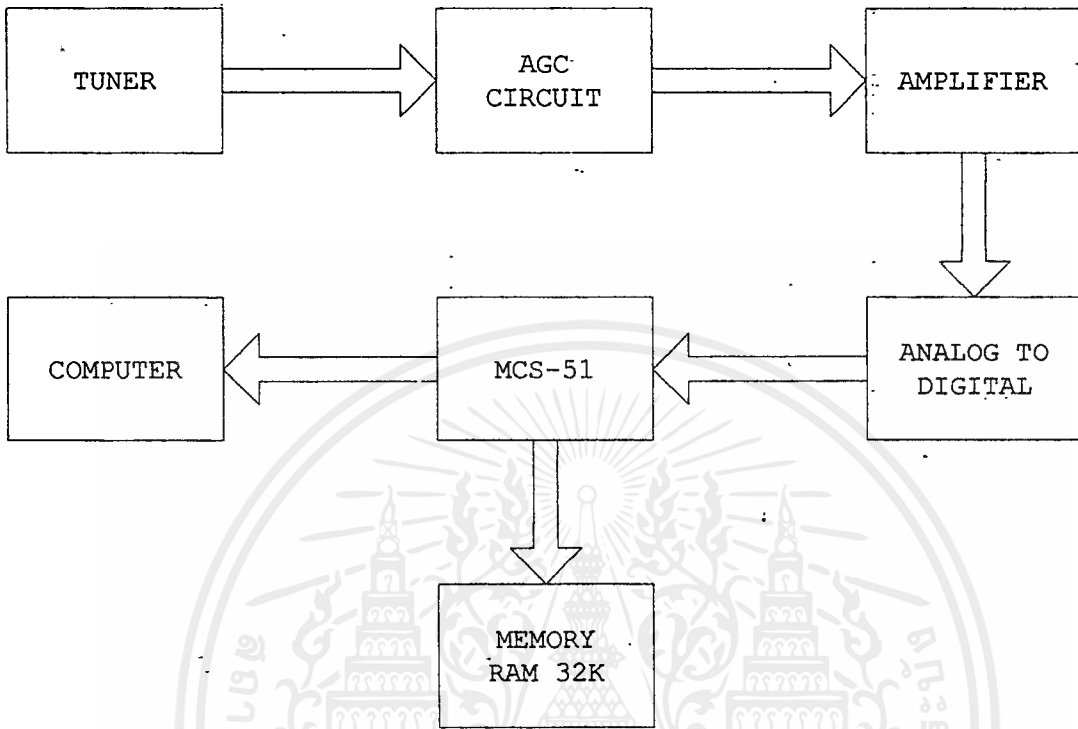 TUNER
AGC
CIRCUIT
AMPLIFIER
COMPUTER
MCS-51
ANALOG TO
DIGITAL
MEMORY
RAM 32K